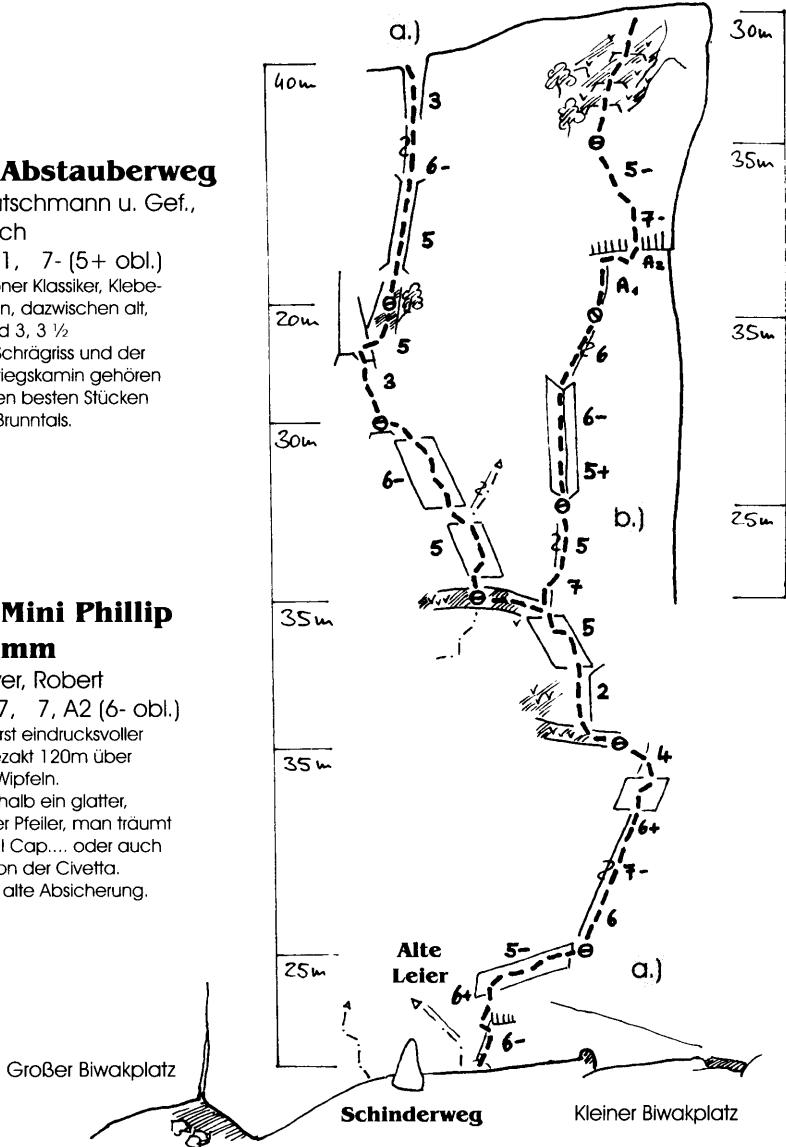 Abstauberweg
tschmann u. Gef.,
ch
1, 7- (5+ obl.)
ner Klassiker, Klebe-
n, dazwischen alt,
d 3, 3 ½
Schrägriss und der
iegskamin gehören
en besten Stücken
Brunntals.
Mini Phillip
mm
er, Robert
7, 7, A2 (6- obl.)
rst eindrucksvoller
ezakt 120m über
Wipfeln.
halb ein glatter,
er Pfeiler, man träumt
l Cap.... oder auch
on der Civetta.
alte Absicherung.
Großer Biwakplatz
a.)
40m
3
6-
5
20m
5
3
30m
6-
5
35m
35m
25m
30m
35m
5-
7-
A2
A1
35m
6
6-
5+
25m
b.)
5
7
5
2
4
6+
7-
6
5-
a.)
Alte
Leier
6+
6-
Schinderweg
Kleiner Biwakplatz